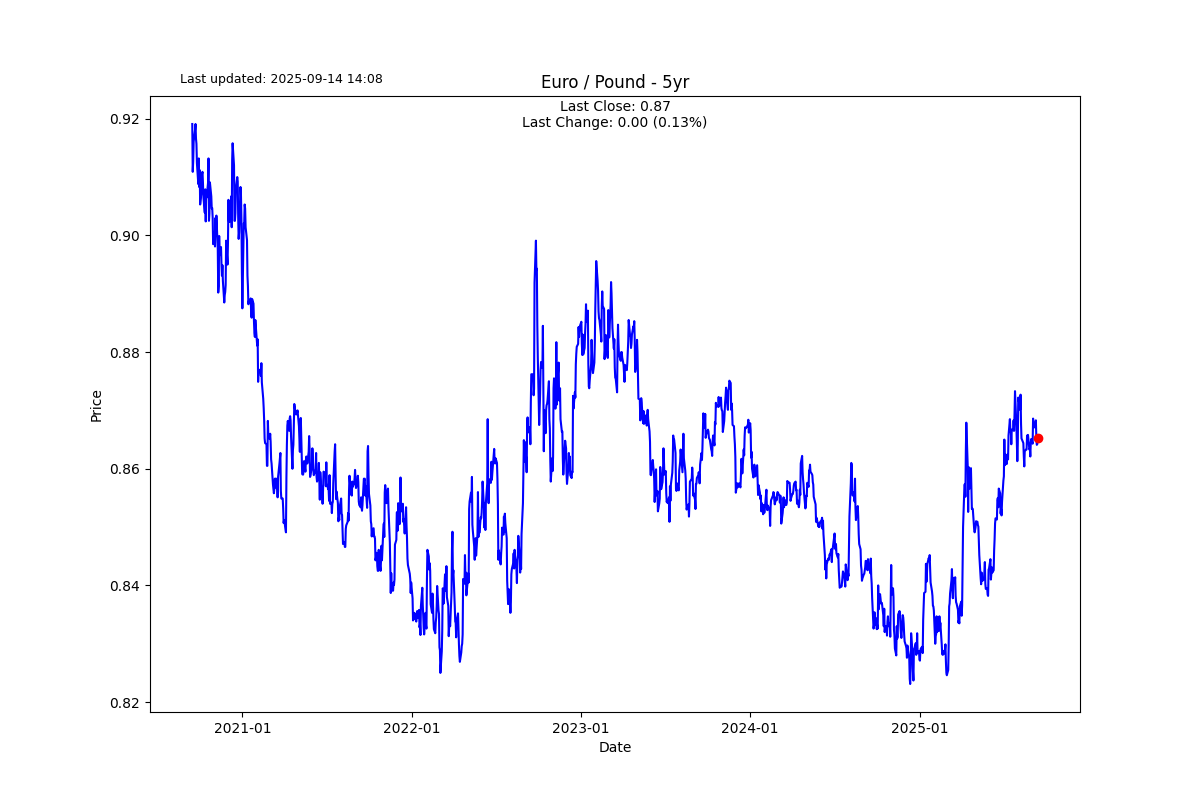 Last updated: 2025-09-14 14:08
Euro / Pound - 5yr
Last Close: 0.87
Last Change: 0.00 (0.13%)
0.92
0.90
0.88
0.86
0.84
0.82
Price
2021-01
2022-01
2023-01
2024-01
2025-01
Date